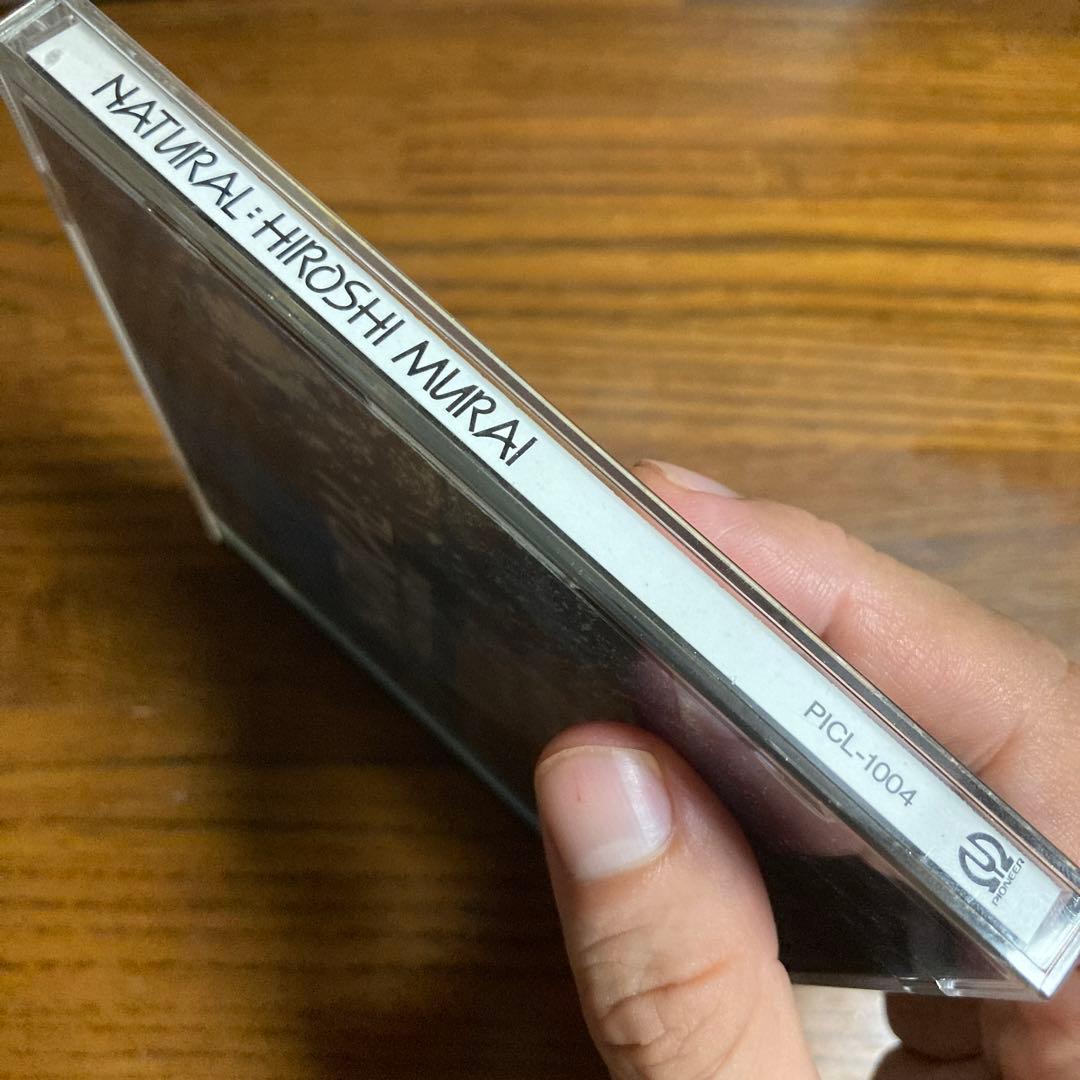 NATURAL: HIROSHI MURAI
PICL-1004
PIONEER